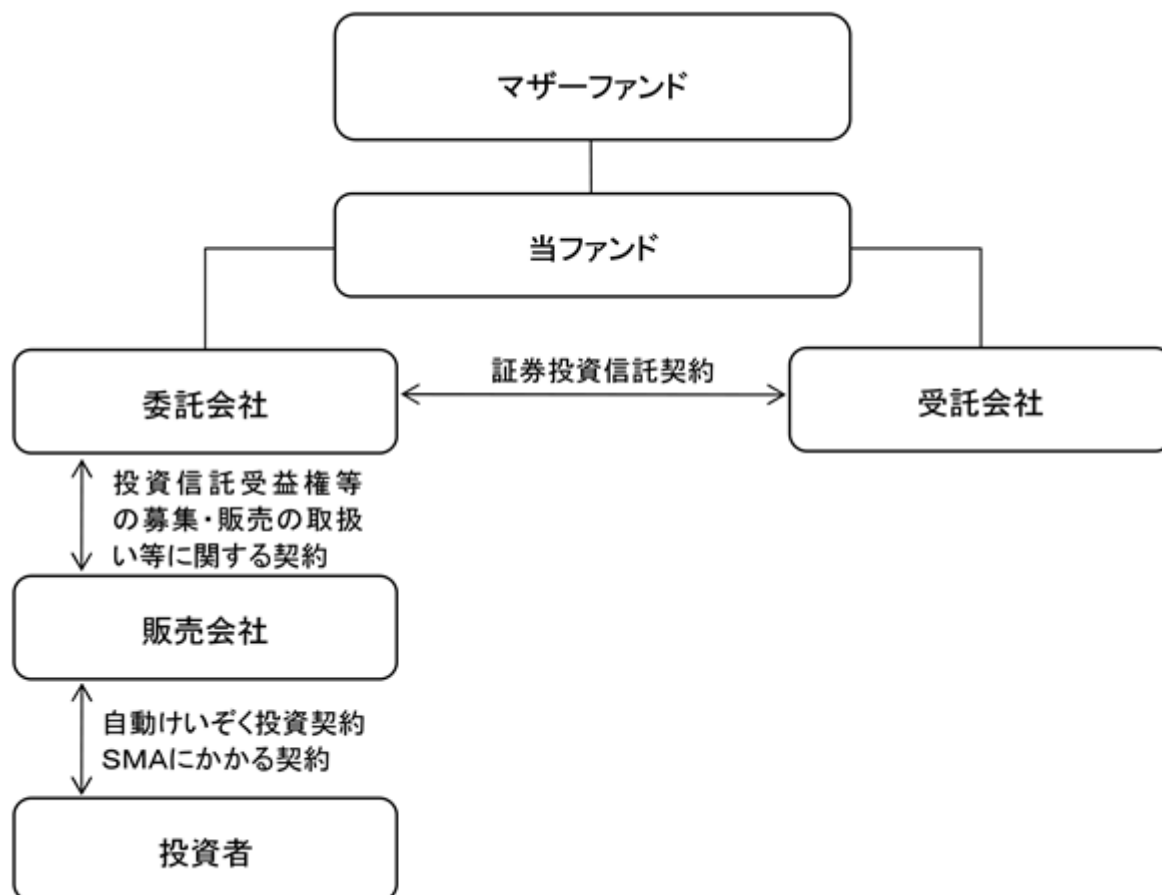 マザーファンド
当ファンド
証券投資信託契約
委託会社
受託会社
投資信託受益権等
の募集・販売の取扱
い等に関する契約
販売会社
自動けいぞく投資契約
SMAにかかる契約
投資者